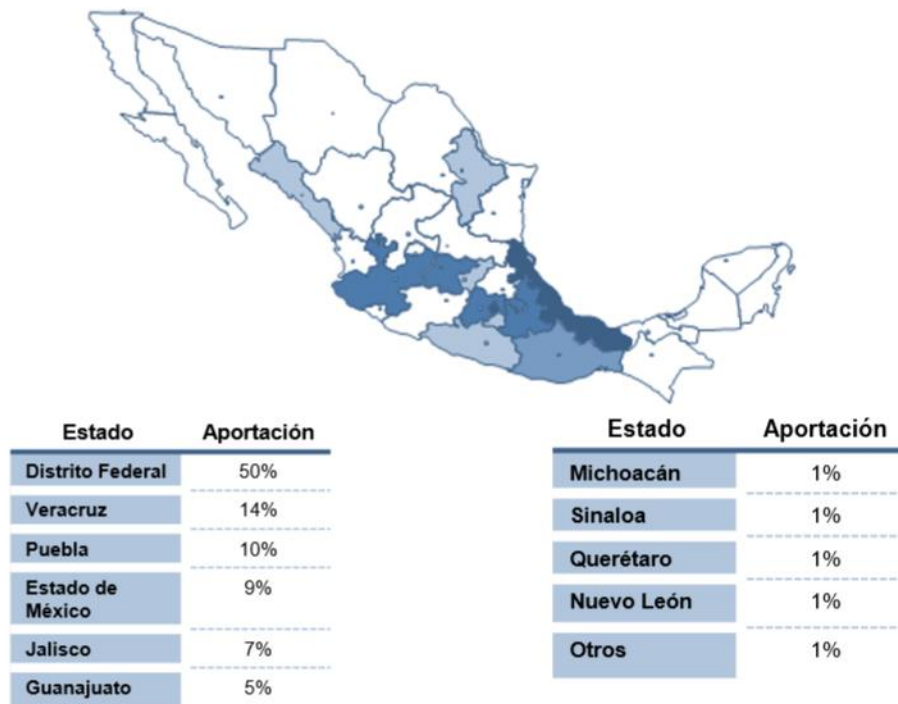 Estado Aportación
Distrito Federal 50%
Veracruz 14%
Puebla 10%
Estado de 9%
México
Jalisco 7%
Guanajuato 5%
Estado Aportación
Michoacán 1%
Sinaloa 1%
Querétaro 1%
Nuevo León 1%
Otros 1%